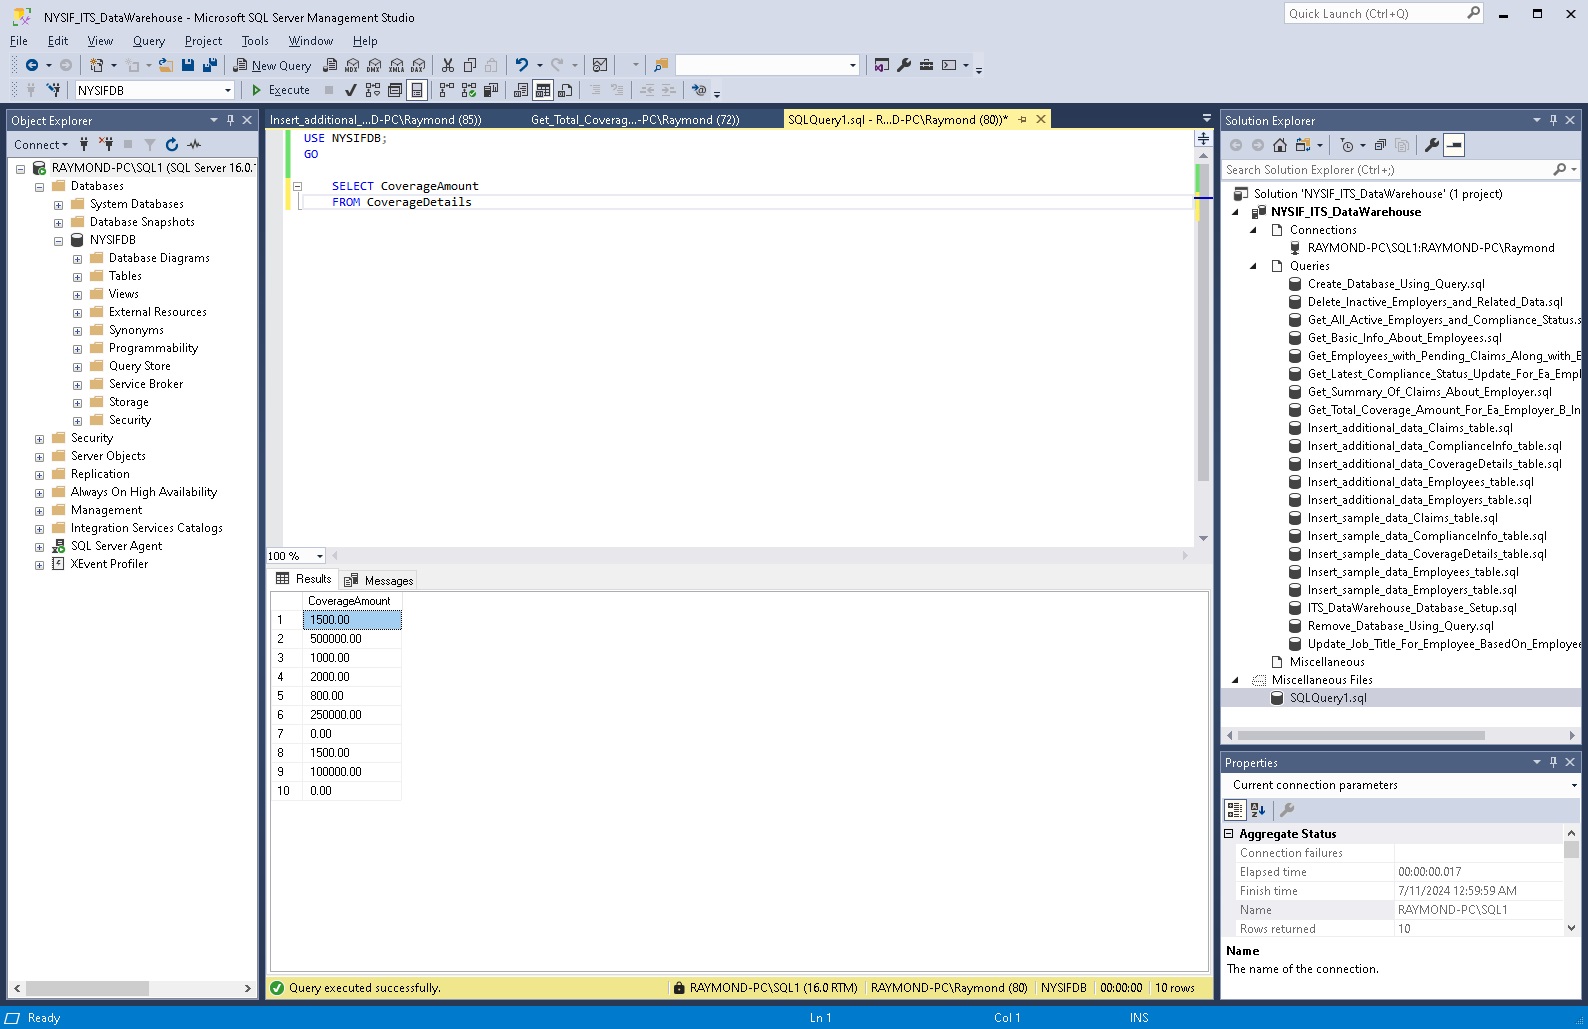 NYSIF_ITS_DataWarehouse - Microsoft SQL Server Management Studio
Quick Launch (Ctrl+Q)
File Edit View Query Project Tools Window Help
New Query
MDX DMX XMLA DAX
NYSIFDB
Execute
Object Explorer
Connect
RAYMOND-PC\SQL1 (SQL Server 16.0.
Databases
System Databases
Database Snapshots
NYSIFDB
Database Diagrams
Tables
Views
External Resources
Synonyms
Programmability
Query Store
Service Broker
Storage
Security
Security
Server Objects
Replication
Always On High Availability
Management
Integration Services Catalogs
SQL Server Agent
XEvent Profiler
Insert_additional_...D-PC\Raymond (85))
Get_Total_Coverag...-PC\Raymond (72))
SQLQuery1.sql - R...D-PC\Raymond (80))*
USE NYSIFDB;
GO
SELECT CoverageAmount
FROM CoverageDetails
100 %
Results
Messages
CoverageAmount
1 1500.00
2 500000.00
3 1000.00
4 2000.00
5 800.00
6 250000.00
7 0.00
8 1500.00
9 100000.00
10 0.00
Query executed successfully.
RAYMOND-PC\SQL1 (16.0 RTM)
RAYMOND-PC\Raymond (80)
NYSIFDB
00:00:00
10 rows
Solution Explorer
Search Solution Explorer (Ctrl+;)
Solution 'NYSIF_ITS_DataWarehouse' (1 project)
NYSIF_ITS_DataWarehouse
Connections
RAYMOND-PC\SQL1:RAYMOND-PC\Raymond
Queries
Create_Database_Using_Query.sql
Delete_Inactive_Employers_and_Related_Data.sql
Get_All_Active_Employers_and_Compliance_Status.s
Get_Basic_Info_About_Employees.sql
Get_Employees_with_Pending_Claims_Along_with_E
Get_Latest_Compliance_Status_Update_For_Ea_Empl
Get_Summary_Of_Claims_About_Employer.sql
Get_Total_Coverage_Amount_For_Ea_Employer_B_In
Insert_additional_data_Claims_table.sql
Insert_additional_data_ComplianceInfo_table.sql
Insert_additional_data_CoverageDetails_table.sql
Insert_additional_data_Employees_table.sql
Insert_additional_data_Employers_table.sql
Insert_sample_data_Claims_table.sql
Insert_sample_data_ComplianceInfo_table.sql
Insert_sample_data_CoverageDetails_table.sql
Insert_sample_data_Employees_table.sql
Insert_sample_data_Employers_table.sql
ITS_DataWarehouse_Database_Setup.sql
Remove_Database_Using_Query.sql
Update_Job_Title_For_Employee_BasedOn_Employee
Miscellaneous
Miscellaneous Files
SQLQuery1.sql
Properties
Current connection parameters
Aggregate Status
Connection failures
Elapsed time 00:00:00.017
Finish time 7/11/2024 12:59:59 AM
Name RAYMOND-PC\SQL1
Rows returned 10
Name
The name of the connection.
Ready
Ln 1
Col 1
INS